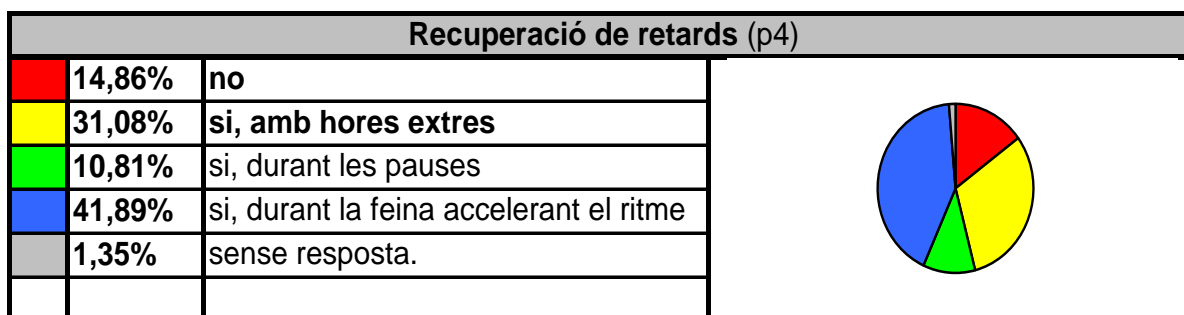 Recuperació de retards (p4)
14,86% no
31,08% si, amb hores extres
10,81% si, durant les pauses
41,89% si, durant la feina accelerant el ritme
1,35% sense resposta.